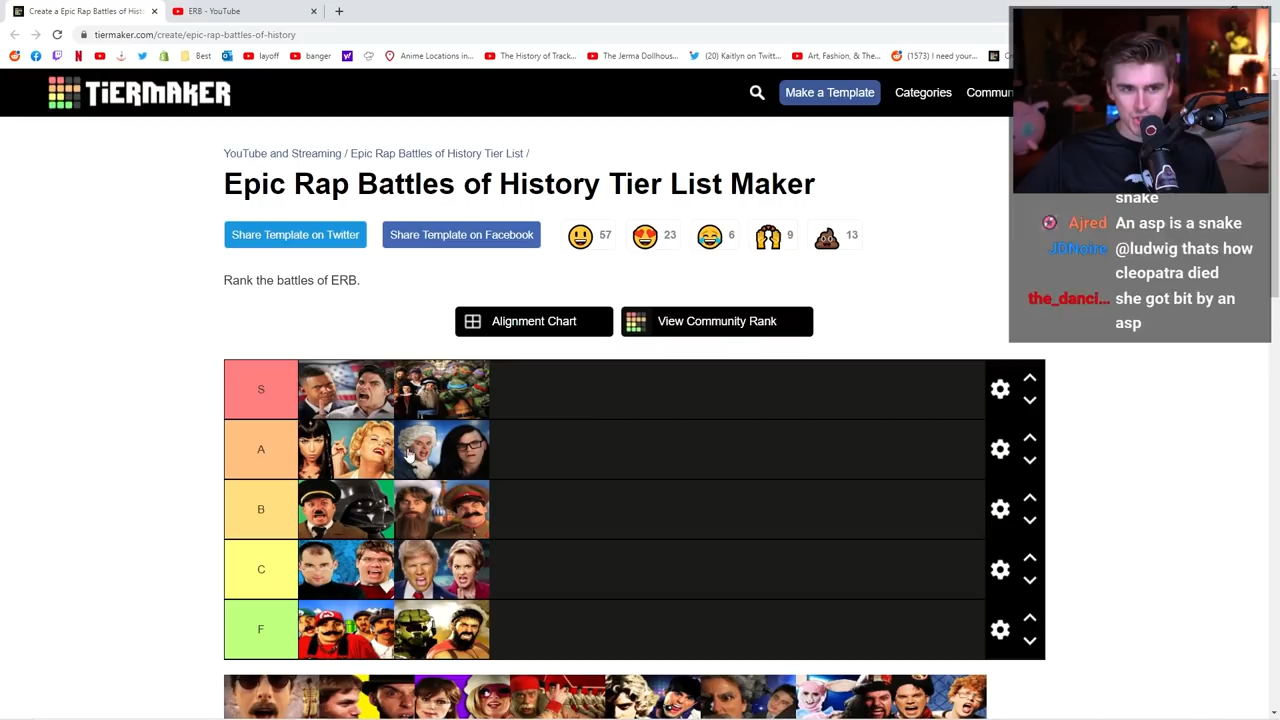 Create a Epic Rap Battles of Hist
ERB - YouTube
tiermaker.com/create/epic-rap-battles-of-history
Best
layoff
banger
Anime Locations in...
The History of Track...
The Jerma Dollhous...
(20) Kaitlyn on Twitt...
Art, Fashion, & The...
(1573) I need your...
TIERMAKER
Make a Template
Categories
Commun
YouTube and Streaming / Epic Rap Battles of History Tier List /
Epic Rap Battles of History Tier List Maker
Share Template on Twitter
Share Template on Facebook
57
23
6
9
13
Rank the battles of ERB.
Alignment Chart
View Community Rank
S
A
B
C
F
snake
Ajred An asp is a snake
JDNoire @ludwig thats how
cleopatra died
the_danci... she got bit by an
asp